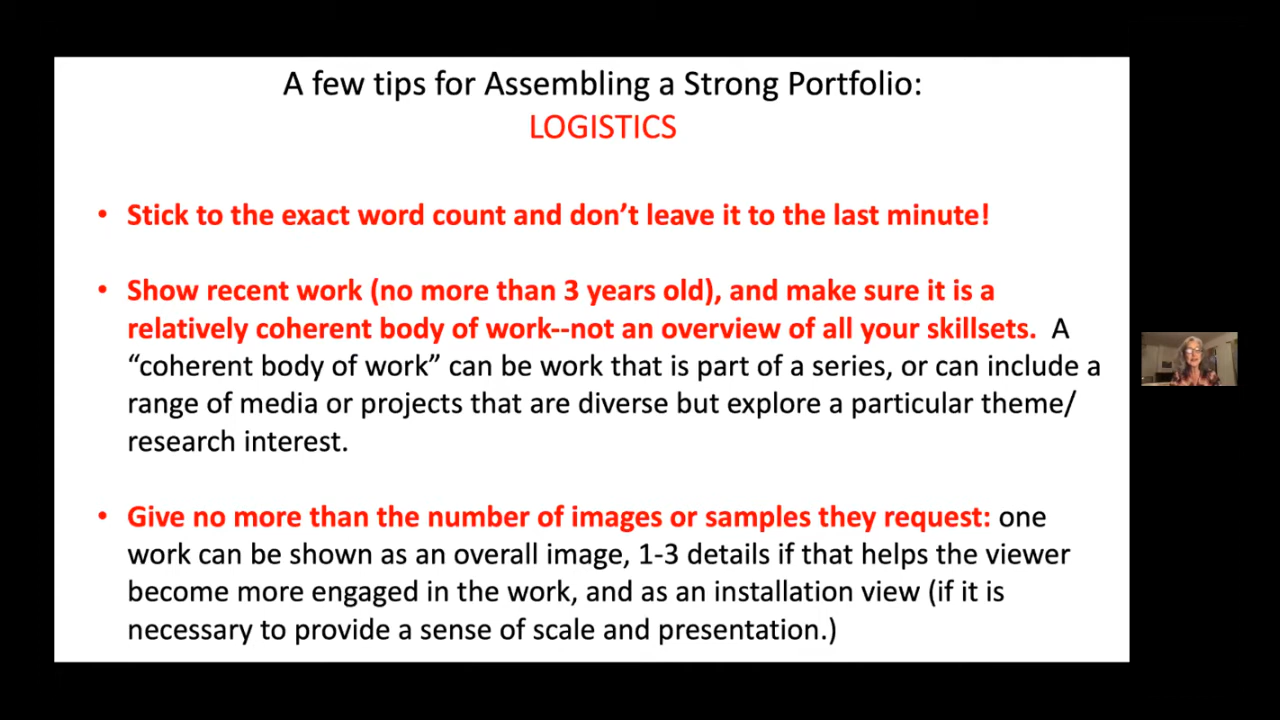 A few tips for Assembling a Strong Portfolio:
LOGISTICS
• Stick to the exact word count and don’t leave it to the last minute!
• Show recent work (no more than 3 years old), and make sure it is a
relatively coherent body of work--not an overview of all your skillsets. A
“coherent body of work” can be work that is part of a series, or can include a
range of media or projects that are diverse but explore a particular theme/
research interest.
• Give no more than the number of images or samples they request: one
work can be shown as an overall image, 1-3 details if that helps the viewer
become more engaged in the work, and as an installation view (if it is
necessary to provide a sense of scale and presentation.)